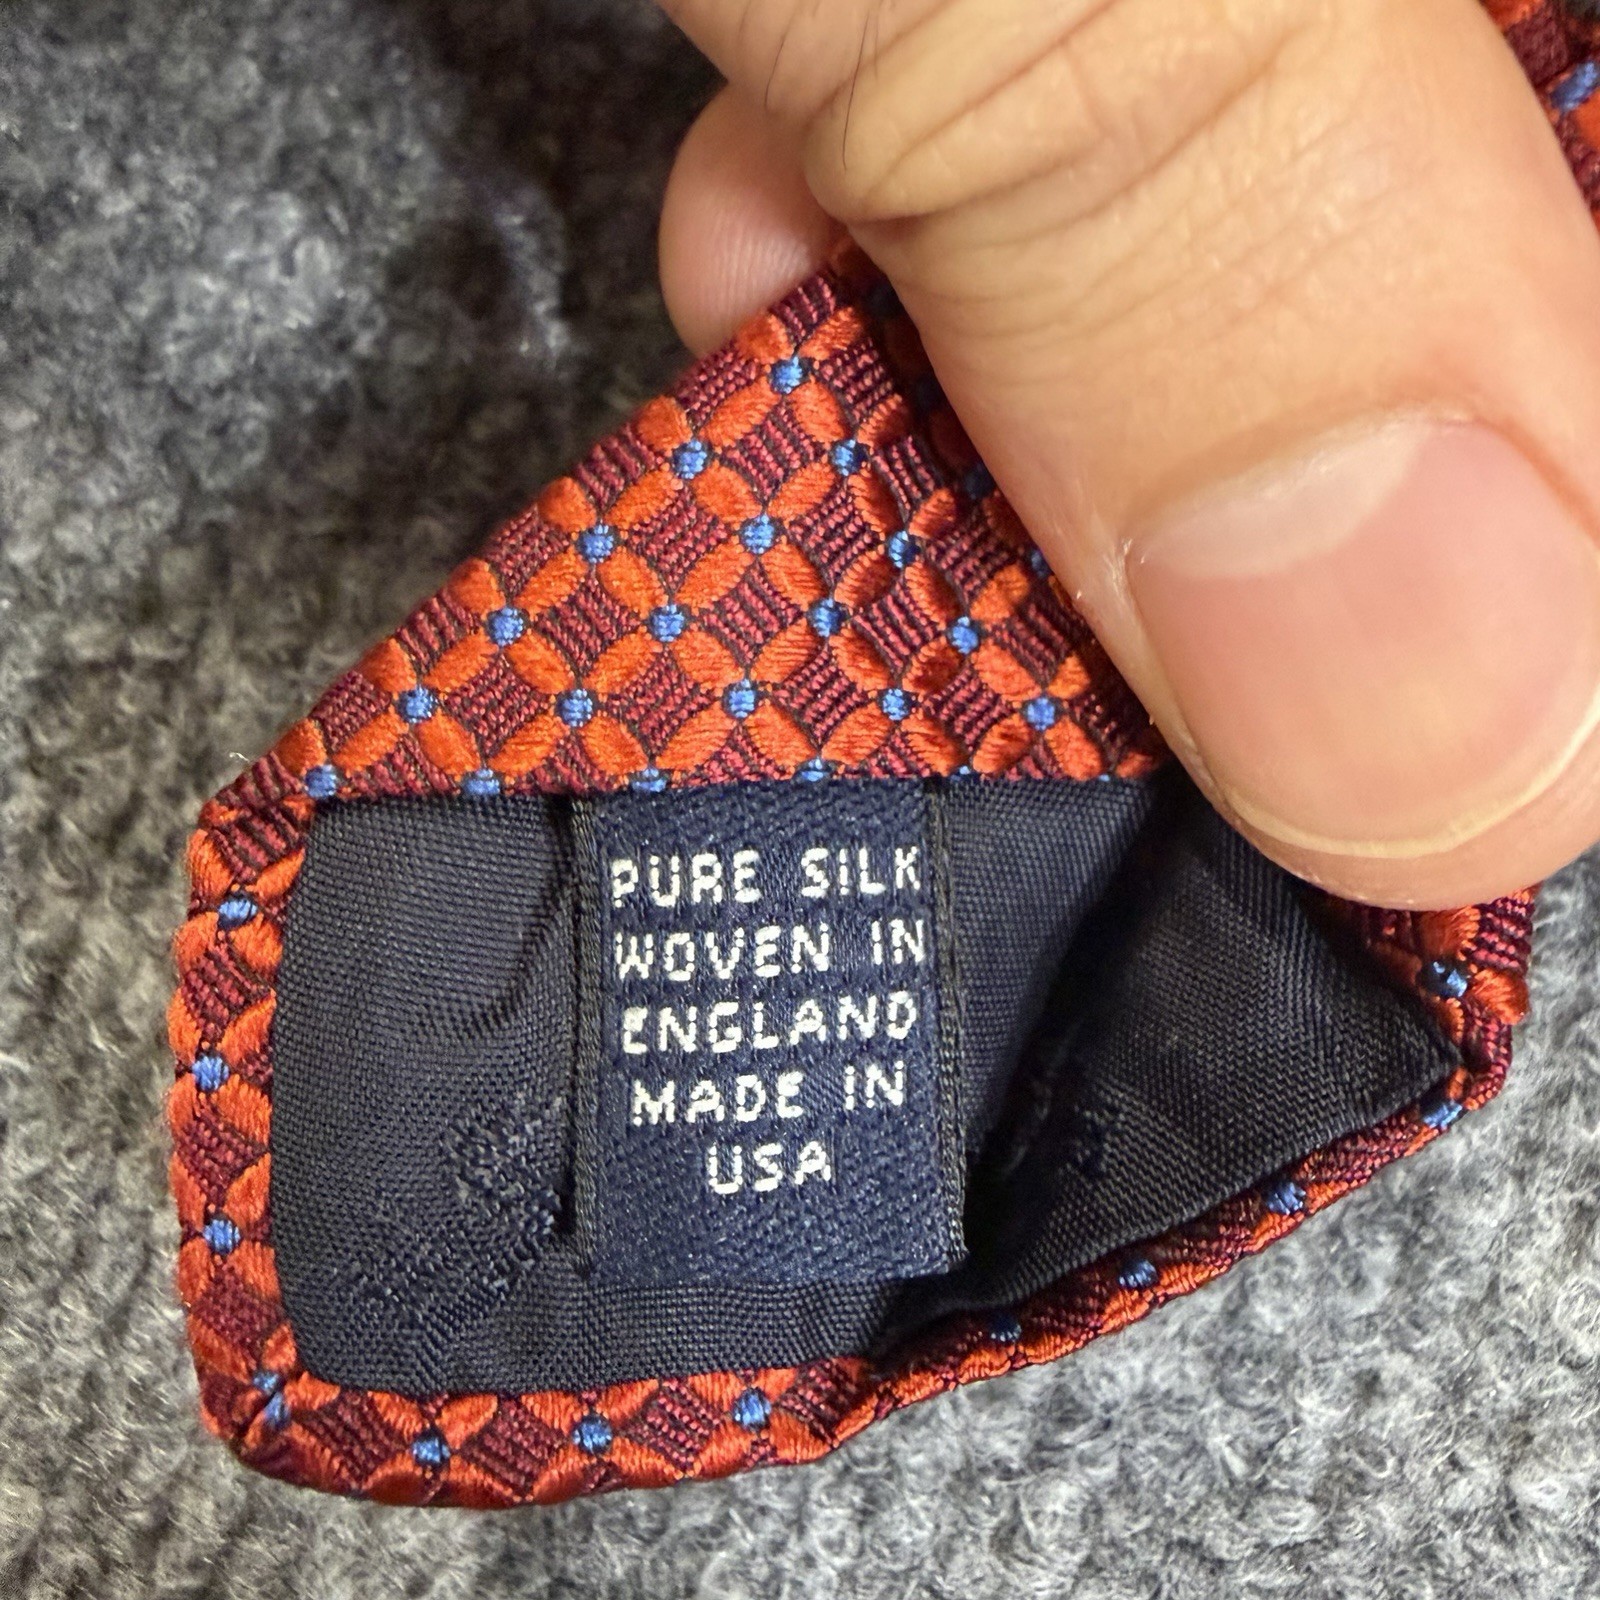 PURE SILK
WOVEN IN
ENGLAND
MADE IN
USA